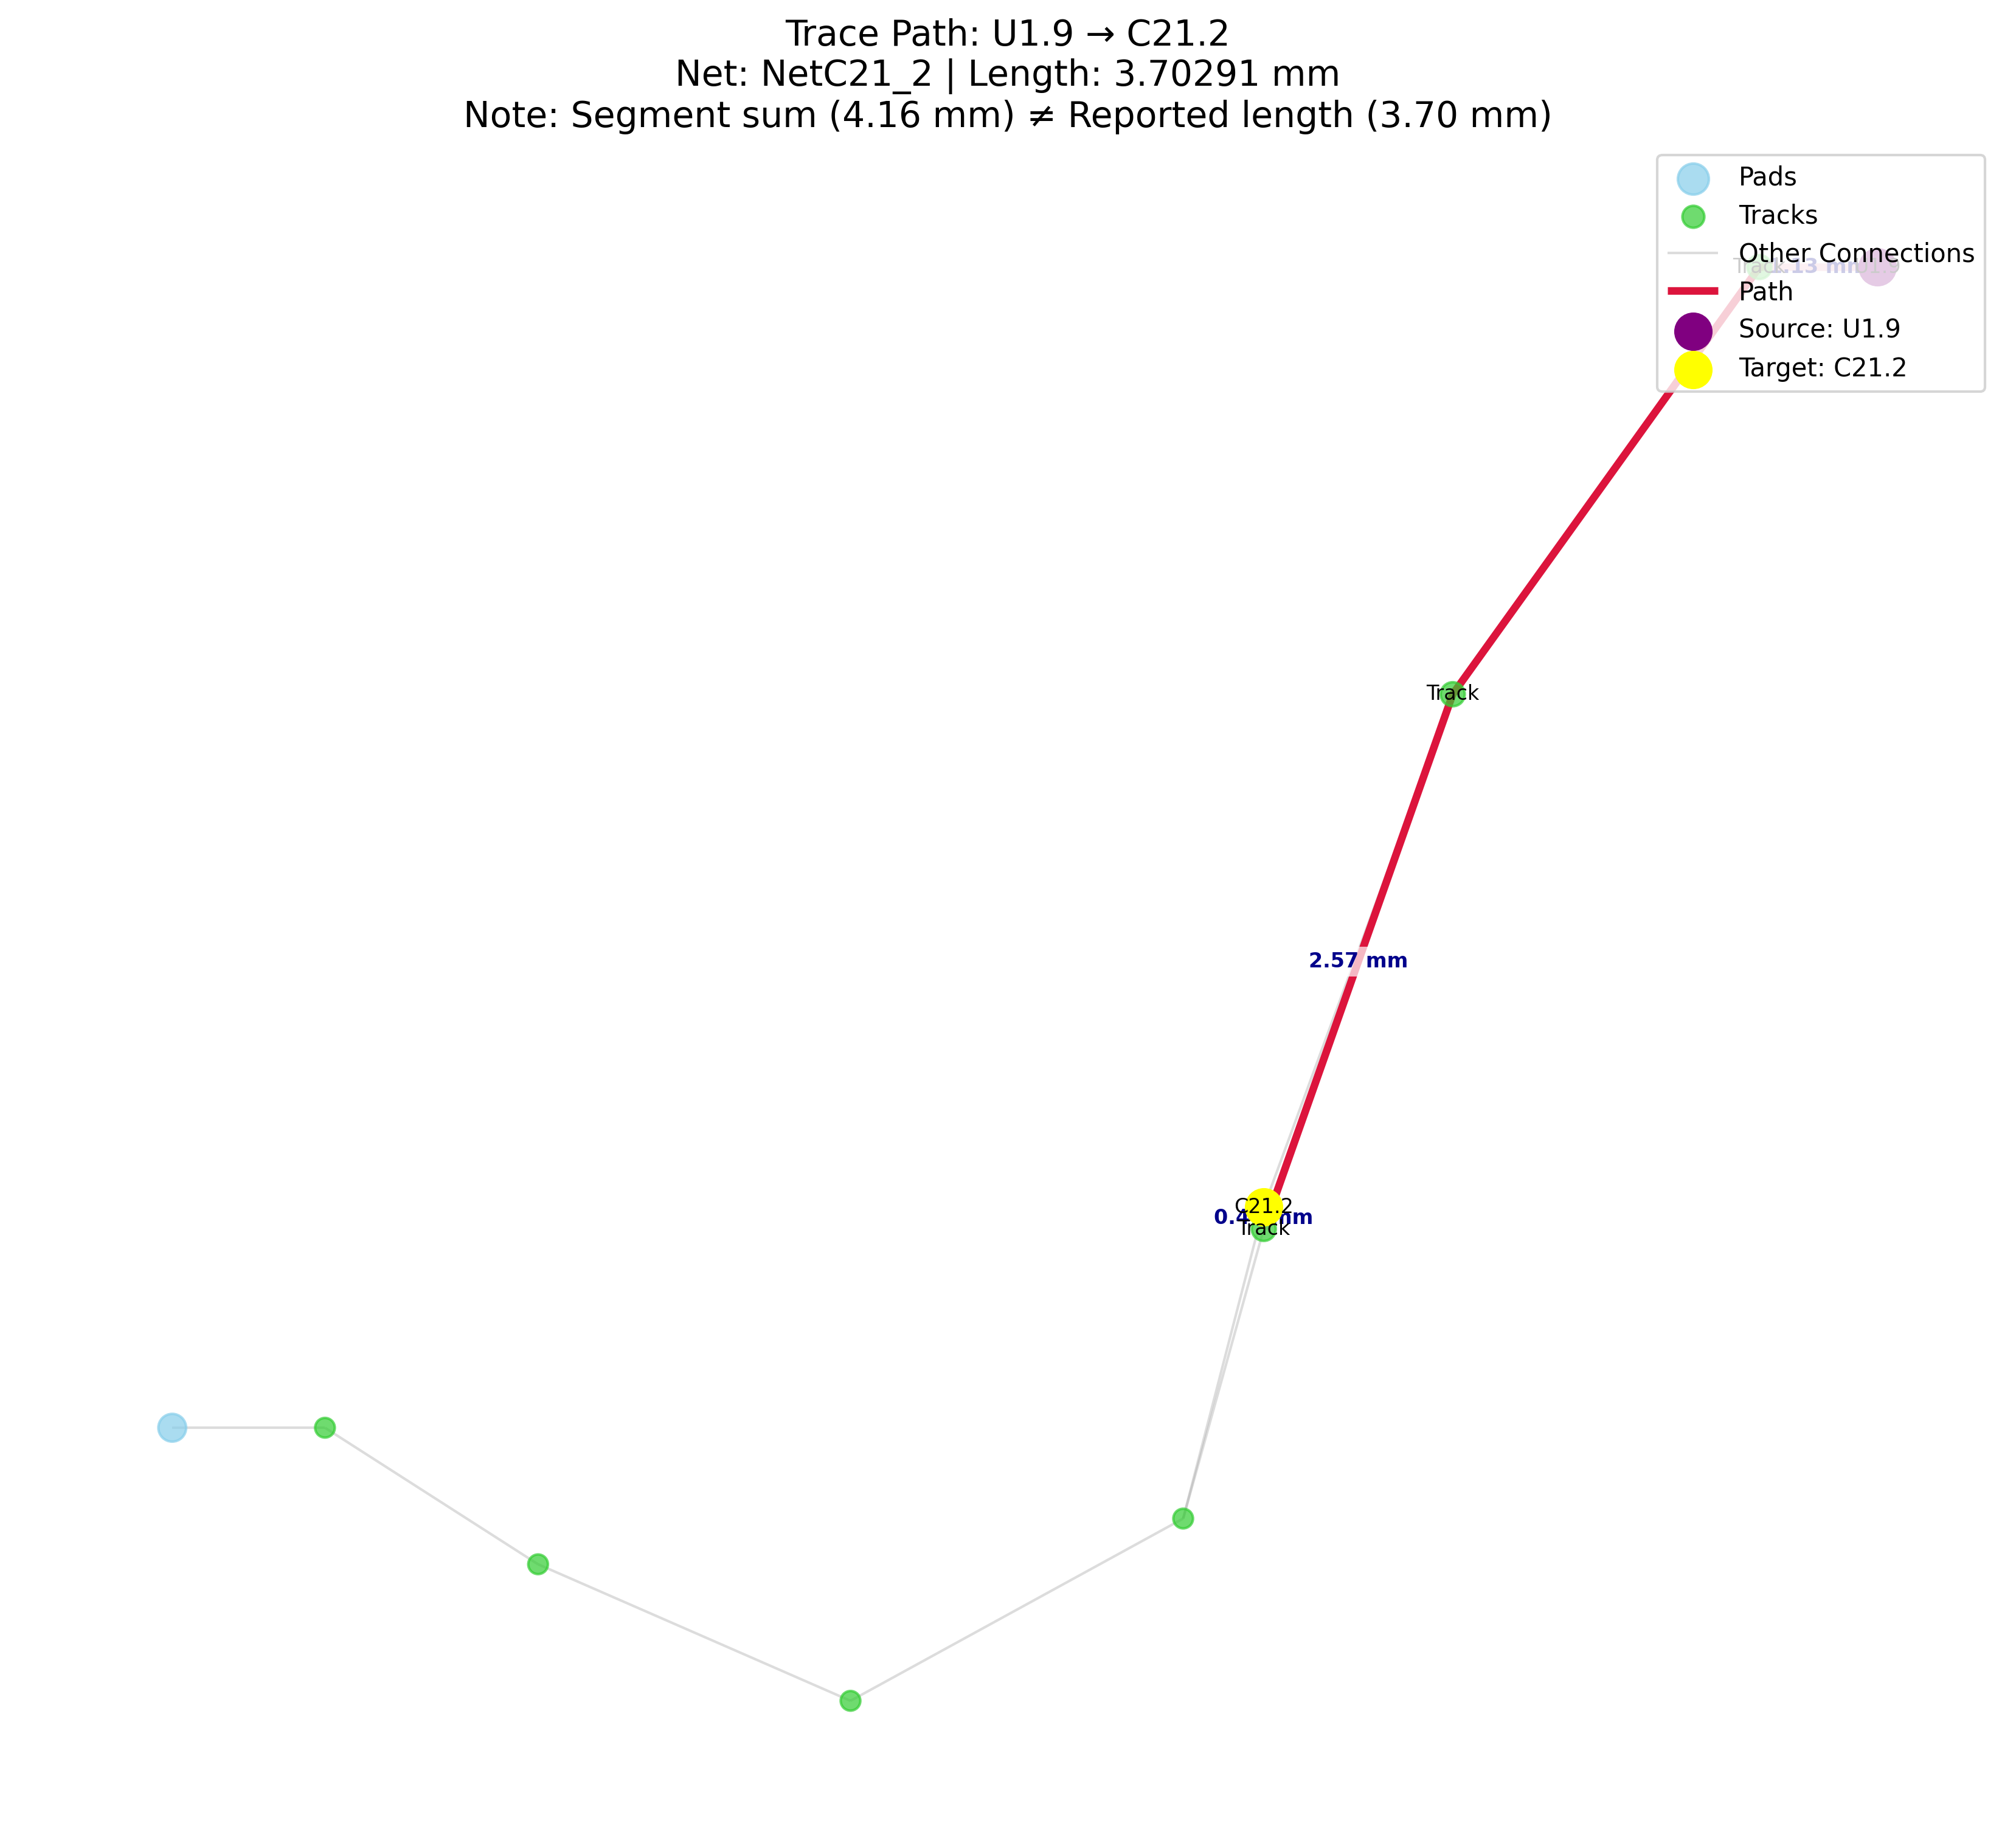 Trace Path: U1.9 → C21.2
Net: NetC21_2 | Length: 3.70291 mm
Note: Segment sum (4.16 mm) ≠ Reported length (3.70 mm)
Pads
Tracks
Other Connections
Track
Path
Source: U1.9
Target: C21.2
Track
2.57 mm
C21.2
Track